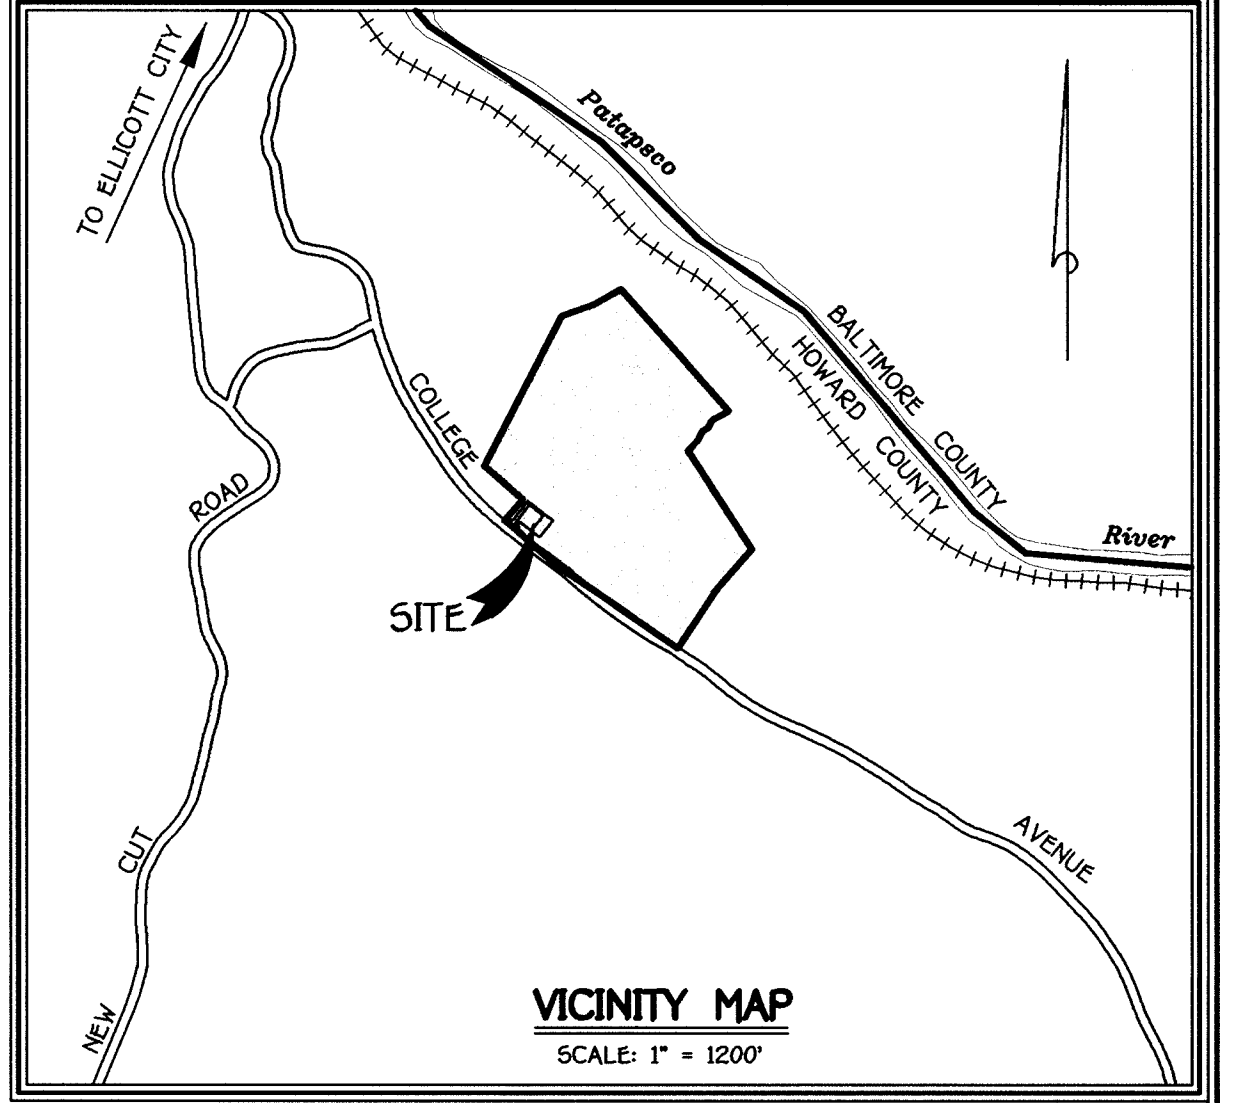 TO ELLICOTT CITY
Patapsco
BALTIMORE COUNTY
HOWARD COUNTY
River
COLLEGE AVENUE
NEW CUT ROAD
SITE
VICINITY MAP
SCALE: 1" = 1200'